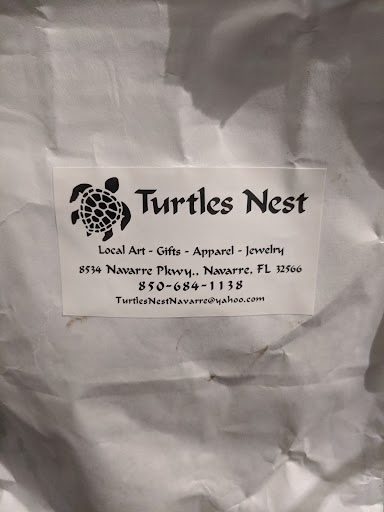 Turtles Nest
Local Art - Gifts - Apparel - Jewelry
8534 Navarre Pkwy., Navarre, FL 32566
850-684-1138
TurtlesNestNavarre@yahoo.com